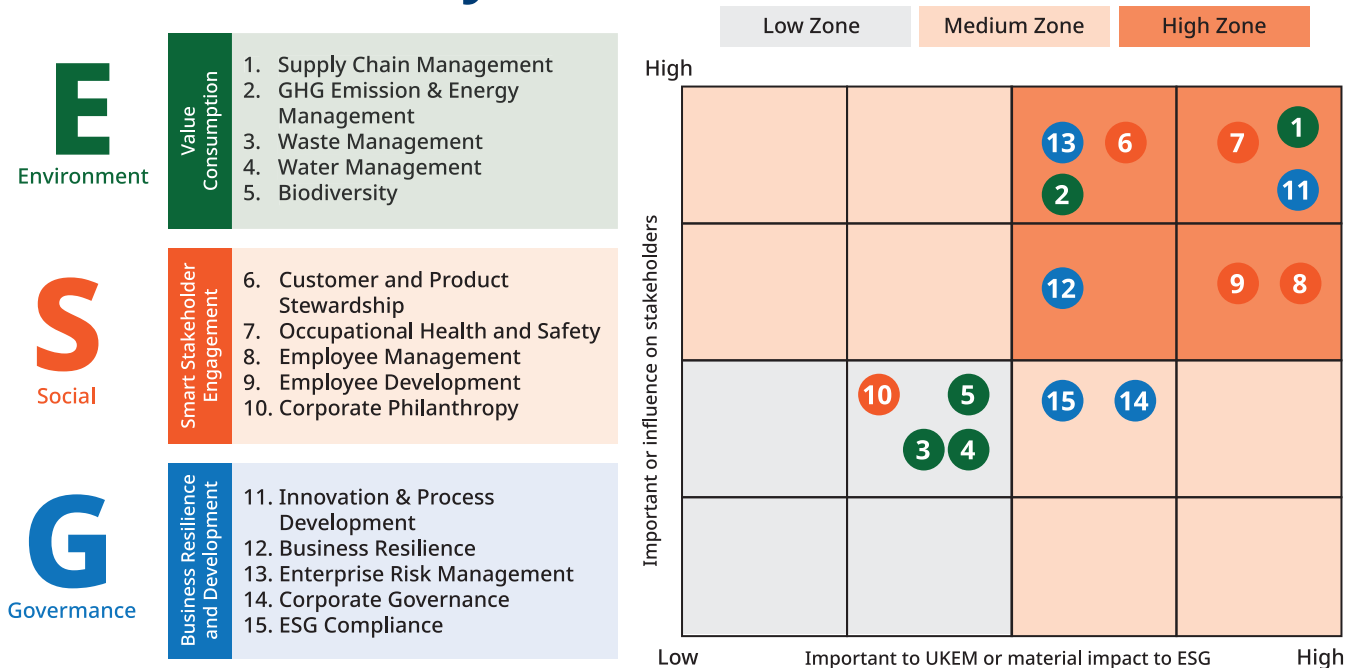 E
Environment
Value
Consumption
1. Supply Chain Management
2. GHG Emission & Energy
Management
3. Waste Management
4. Water Management
5. Biodiversity
S
Social
Smart Stakeholder
Engagement
6. Customer and Product
Stewardship
7. Occupational Health and Safety
8. Employee Management
9. Employee Development
10. Corporate Philanthropy
G
Govermance
Business Resilience
and Development
11. Innovation & Process
Development
12. Business Resilience
13. Enterprise Risk Management
14. Corporate Governance
15. ESG Compliance
Low Zone
Medium Zone
High Zone
High
Important or influence on stakeholders
13
6
7
1
2
11
12
9
8
10
5
15
14
3
4
Low
Important to UKEM or material impact to ESG
High